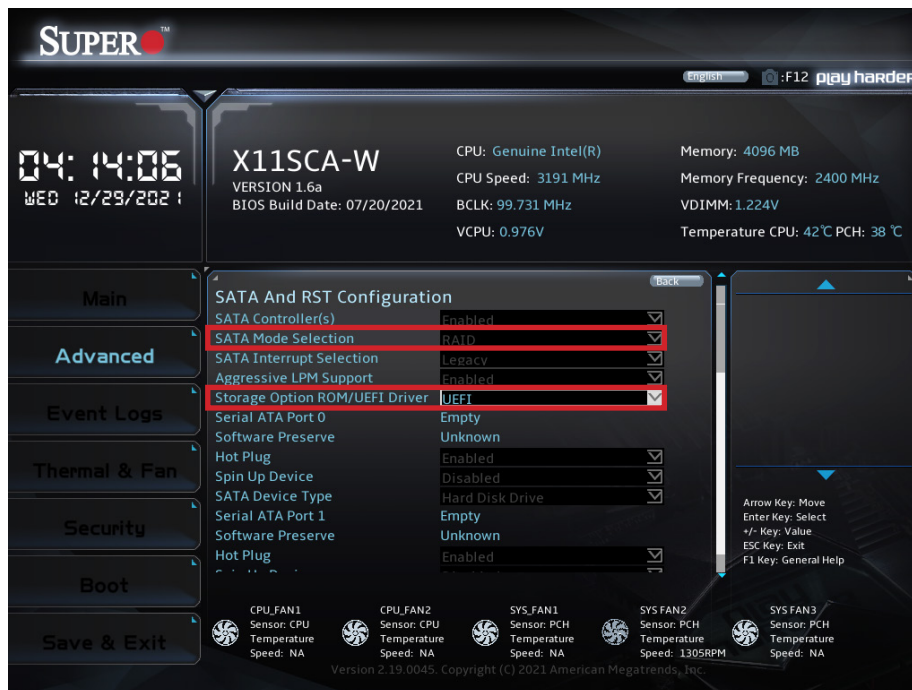 SUPER TM
English :F12 play harder
04:14:06
WED 12/29/2021
X11SCA-W
VERSION 1.6a
BIOS Build Date: 07/20/2021
CPU: Genuine Intel(R)
CPU Speed: 3191 MHz
BCLK: 99.731 MHz
VCPU: 0.976V
Memory: 4096 MB
Memory Frequency: 2400 MHz
VDIMM:1.224V
Temperature CPU: 42℃ PCH: 38 ℃
Main
Advanced
Event Logs
Thermal & Fan
Security
Boot
Save & Exit
Back
SATA And RST Configuration
SATA Controller(s) Enabled
SATA Mode Selection RAID
SATA Interrupt Selection Legacy
Aggressive LPM Support Enabled
Storage Option ROM/UEFI Driver UEFI
Serial ATA Port 0 Empty
Software Preserve Unknown
Hot Plug Enabled
Spin Up Device Disabled
SATA Device Type Hard Disk Drive
Serial ATA Port 1 Empty
Software Preserve Unknown
Hot Plug Enabled
Arrow Key: Move
Enter Key: Select
+/- Key: Value
ESC Key: Exit
F1 Key: General Help
CPU_FAN1
Sensor: CPU
Temperature
Speed: NA
CPU_FAN2
Sensor: CPU
Temperature
Speed: NA
SYS_FAN1
Sensor: PCH
Temperature
Speed: NA
SYS FAN2
Sensor: PCH
Temperature
Speed: 1305RPM
SYS FAN3
Sensor: PCH
Temperature
Speed: NA
Version 2.19.0045. Copyright (C) 2021 American Megatrends, Inc.